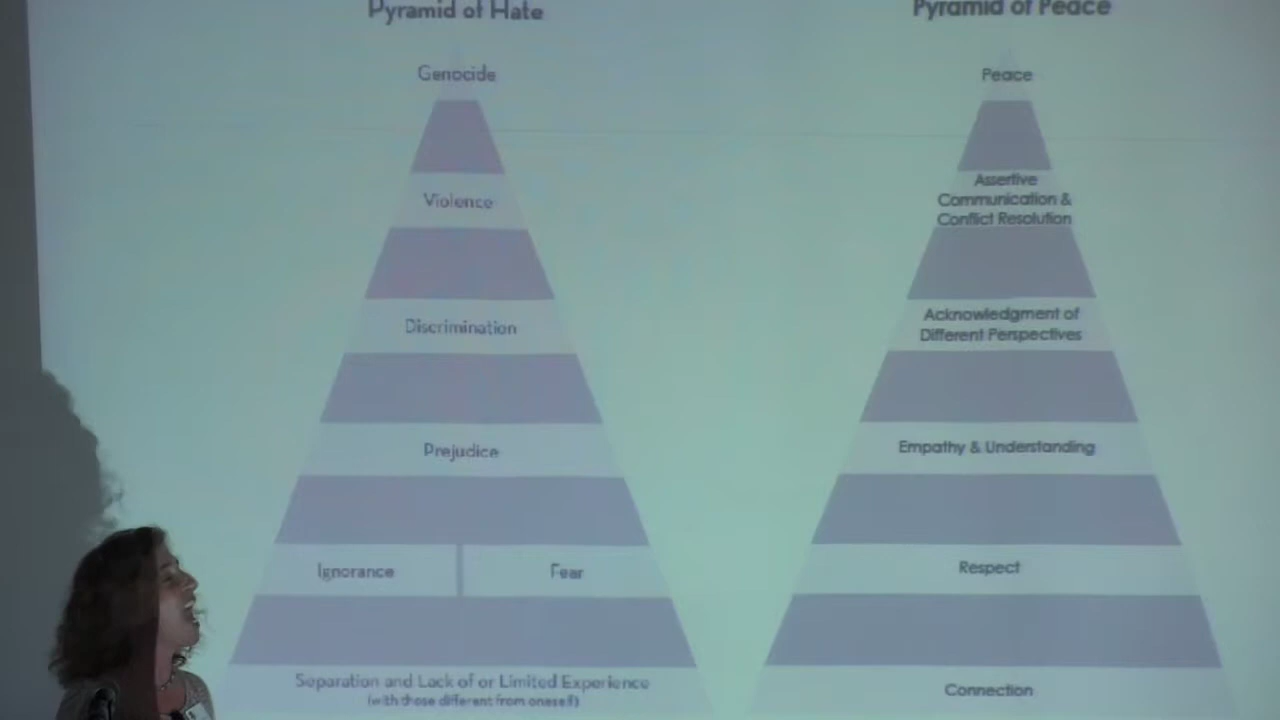 Pyramid of Hate
Genocide
Violence
Discrimination
Prejudice
Ignorance
Fear
Separation and Lack of or Limited Experience
(with those different from oneself)
Pyramid of Peace
Peace
Assertive
Communication &
Conflict Resolution
Acknowledgment of
Different Perspectives
Empathy & Understanding
Respect
Connection